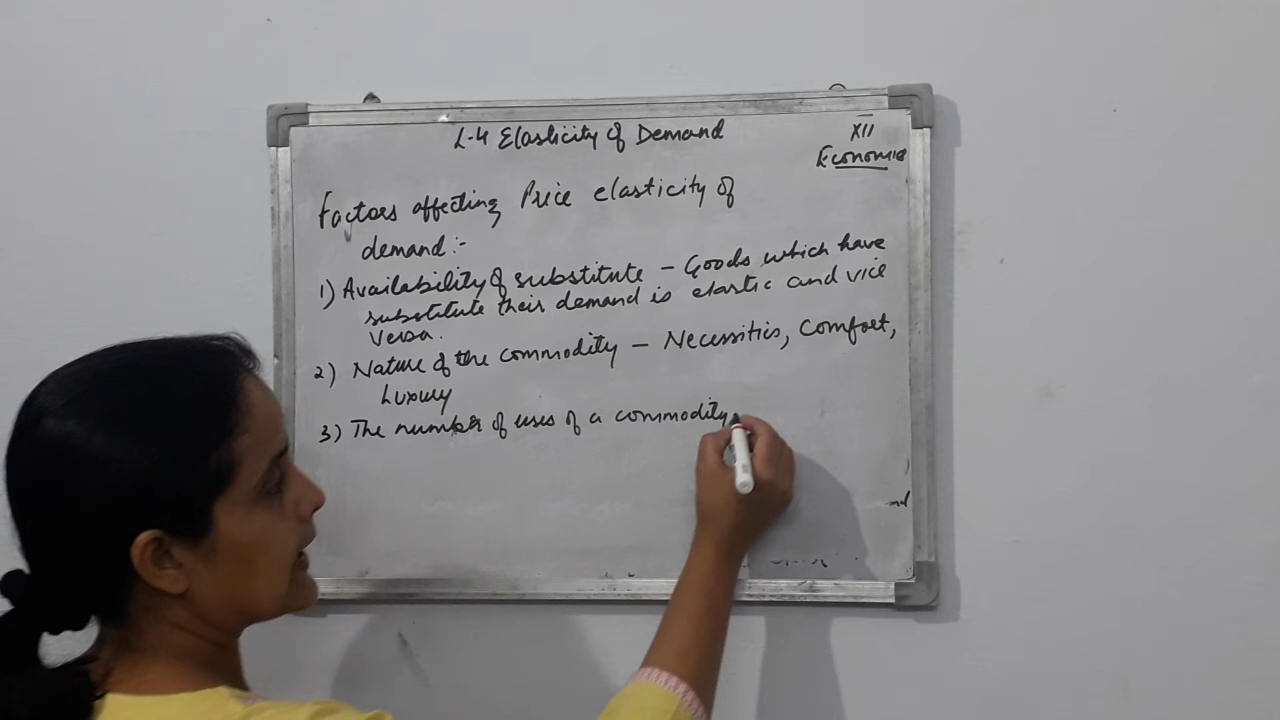 L-4 Elasticity of Demand
XII
Economic
Factors affecting Price elasticity of
demand:-
1) Availability of substitute - Goods which have
substitute their demand is elastic and vice
versa.
2) Nature of the commodity - Necessities, Comfort,
Luxury
3) The number of uses of a commodity